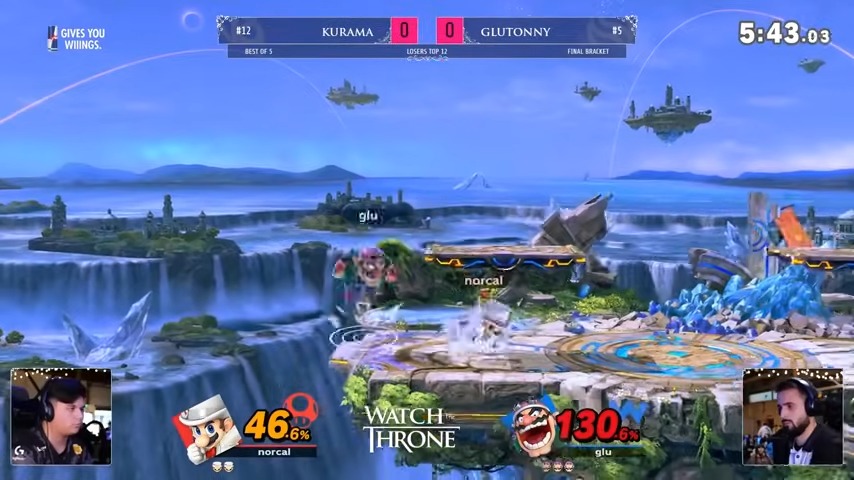 GIVES YOU
WIIINGS.
#12
KURAMA
0
0
GLUTONNY
#5
BEST OF 5
LOSERS TOP 12
FINAL BRACKET
5:43.03
glu
norcal
46.6%
norcal
WATCH THE
THRONE
130.6%
glu